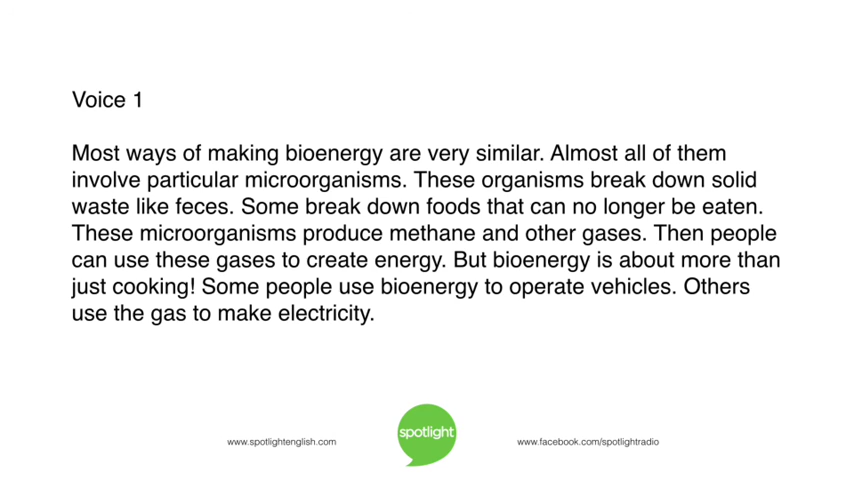 Voice 1
Most ways of making bioenergy are very similar. Almost all of them
involve particular microorganisms. These organisms break down solid
waste like feces. Some break down foods that can no longer be eaten.
These microorganisms produce methane and other gases. Then people
can use these gases to create energy. But bioenergy is about more than
just cooking! Some people use bioenergy to operate vehicles. Others
use the gas to make electricity.
www.spotlightenglish.com
spotlight
www.facebook.com/spotlightradio